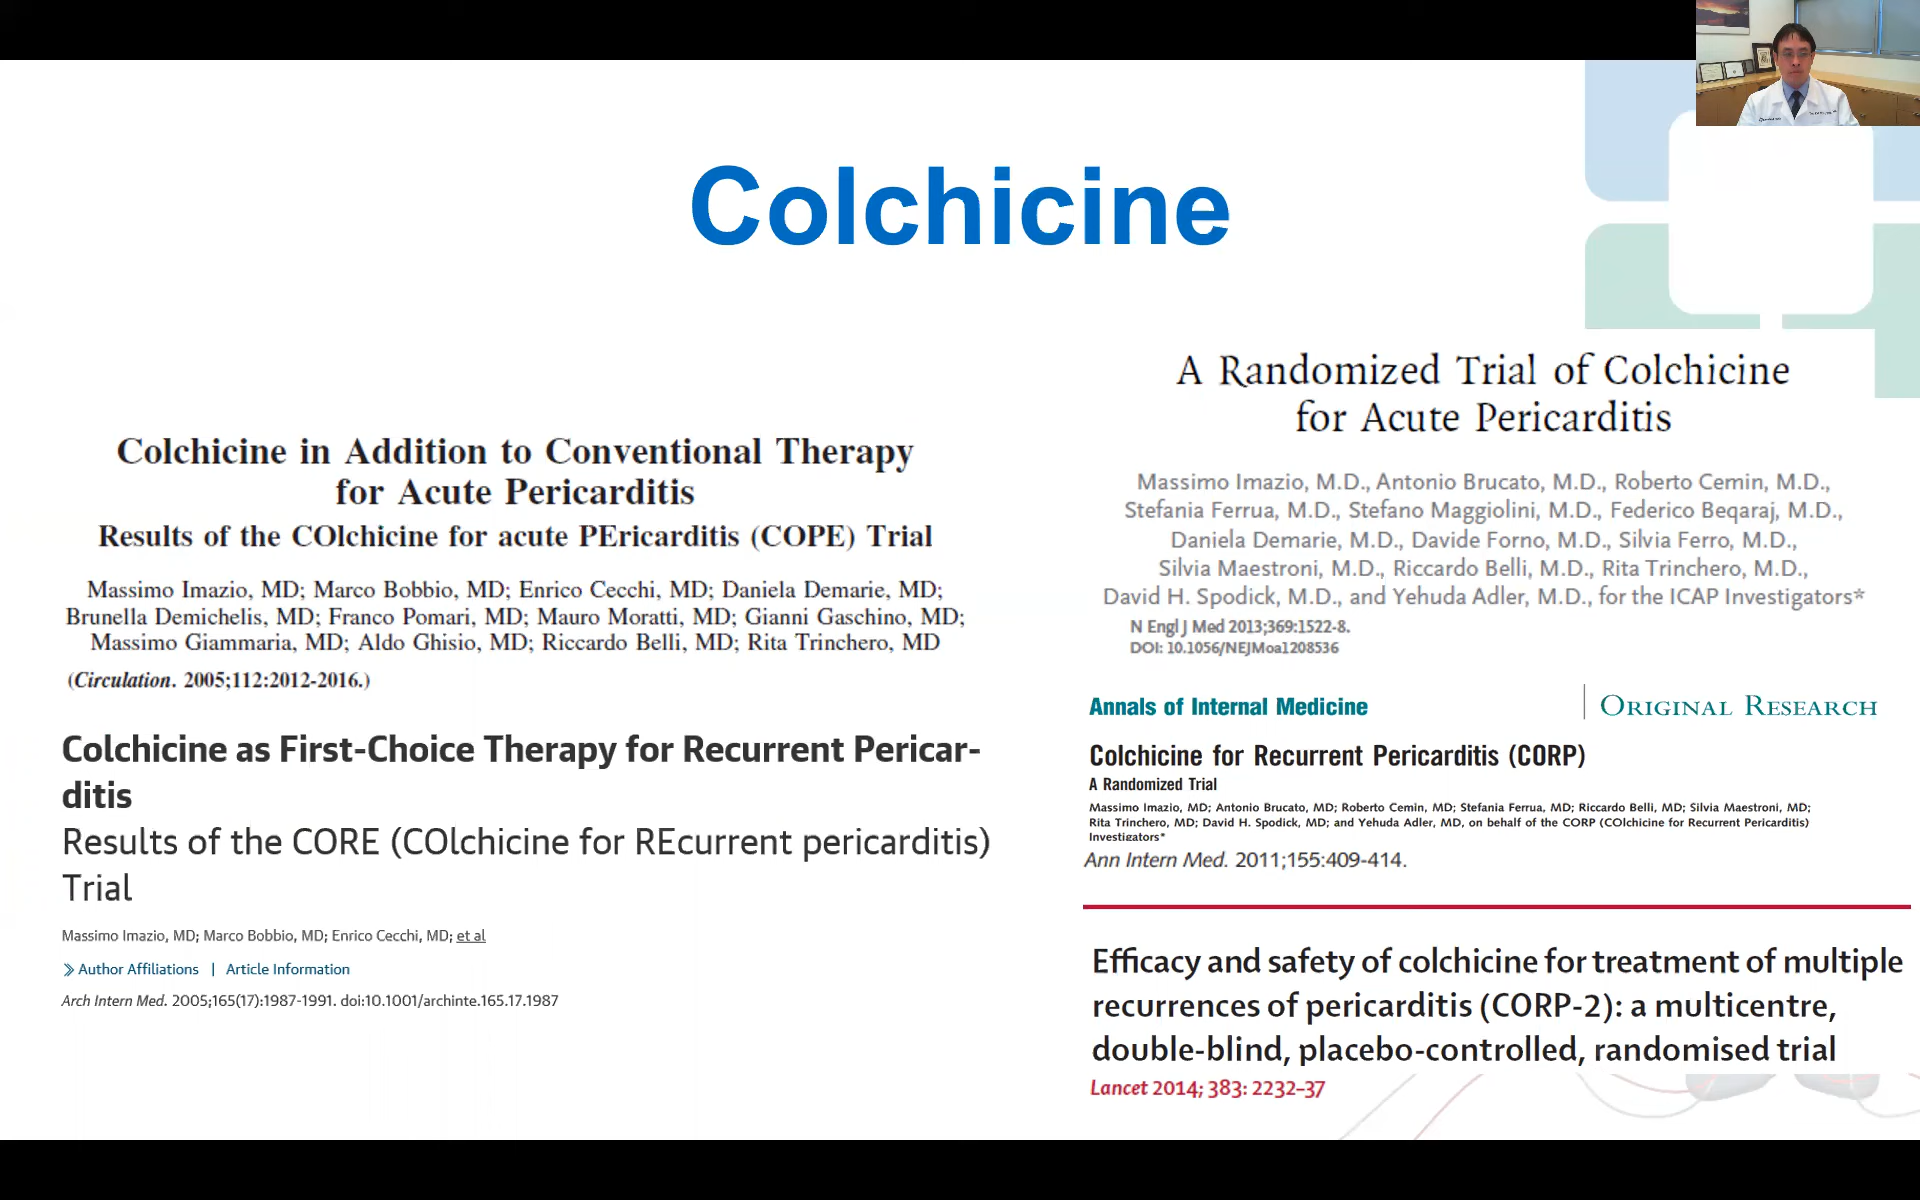 Colchicine
Colchicine in Addition to Conventional Therapy
for Acute Pericarditis
Results of the COlchicine for acute PEricarditis (COPE) Trial
Massimo Imazio, MD; Marco Bobbio, MD; Enrico Cecchi, MD; Daniela Demarie, MD;
Brunella Demichelis, MD; Franco Pomari, MD; Mauro Moratti, MD; Gianni Gaschino, MD;
Massimo Giammaria, MD; Aldo Ghisio, MD; Riccardo Belli, MD; Rita Trinchero, MD
(Circulation. 2005;112:2012-2016.)
Colchicine as First-Choice Therapy for Recurrent Pericar-
ditis
Results of the CORE (COlchicine for REcurrent pericarditis)
Trial
Massimo Imazio, MD; Marco Bobbio, MD; Enrico Cecchi, MD; et al
Author Affiliations | Article Information
Arch Intern Med. 2005;165(17):1987-1991. doi:10.1001/archinte.165.17.1987
A Randomized Trial of Colchicine
for Acute Pericarditis
Massimo Imazio, M.D., Antonio Brucato, M.D., Roberto Cemin, M.D.,
Stefania Ferrua, M.D., Stefano Maggiolini, M.D., Federico Beqaraj, M.D.,
Daniela Demarie, M.D., Davide Forno, M.D., Silvia Ferro, M.D.,
Silvia Maestroni, M.D., Riccardo Belli, M.D., Rita Trinchero, M.D.,
David H. Spodick, M.D., and Yehuda Adler, M.D., for the ICAP Investigators*
N Engl J Med 2013;369:1522-8.
DOI: 10.1056/NEJMoa1208536
Annals of Internal Medicine | ORIGINAL RESEARCH
Colchicine for Recurrent Pericarditis (CORP)
A Randomized Trial
Massimo Imazio, MD; Antonio Brucato, MD; Roberto Cemin, MD; Stefania Ferrua, MD; Riccardo Belli, MD; Silvia Maestroni, MD;
Rita Trinchero, MD; David H. Spodick, MD; and Yehuda Adler, MD, on behalf of the CORP (COlchicine for Recurrent Pericarditis)
Investigators*
Ann Intern Med. 2011;155:409-414.
Efficacy and safety of colchicine for treatment of multiple
recurrences of pericarditis (CORP-2): a multicentre,
double-blind, placebo-controlled, randomised trial
Lancet 2014; 383: 2232–37